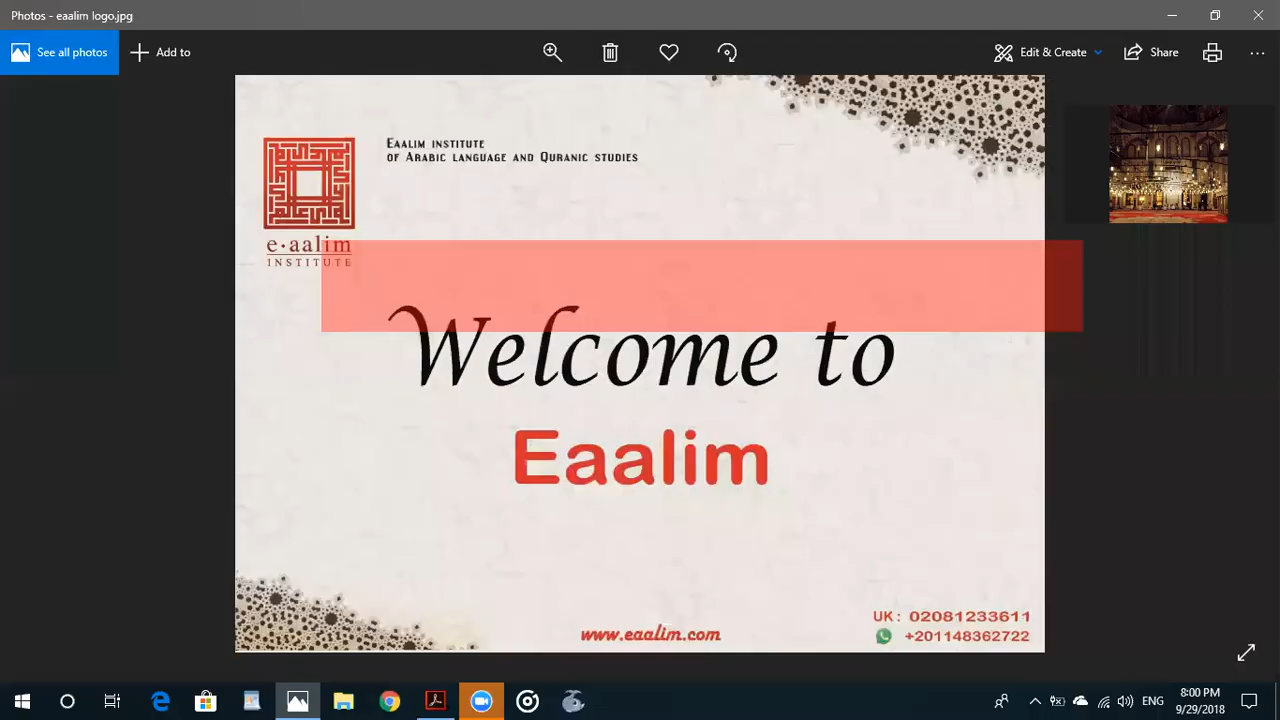 Photos - eaalim logo.jpg
See all photos
Add to
Edit & Create
Share
Eaalim institute
of Arabic language and Quranic studies
e·aalim
INSTITUTE
Welcome to
Eaalim
www.eaalim.com
UK: 02081233611
+201148362722
ENG
8:00 PM
9/29/2018